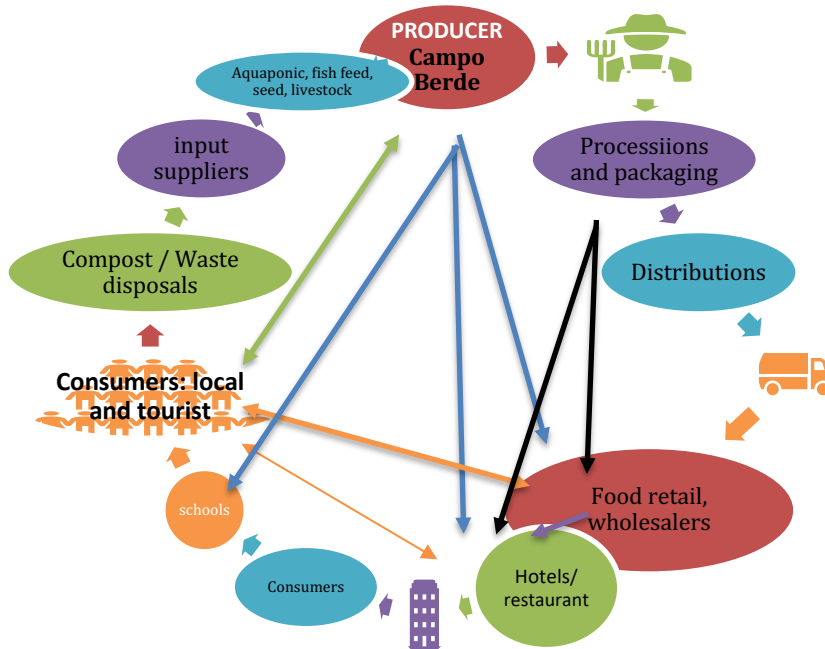 PRODUCER
Campo
Berde
Aquaponic, fish feed,
seed, livestock
input
suppliers
Processiions
and packaging
Compost / Waste
disposals
Distributions
Consumers: local
and tourist
Food retail,
wholesalers
schools
Hotels/
restaurant
Consumers